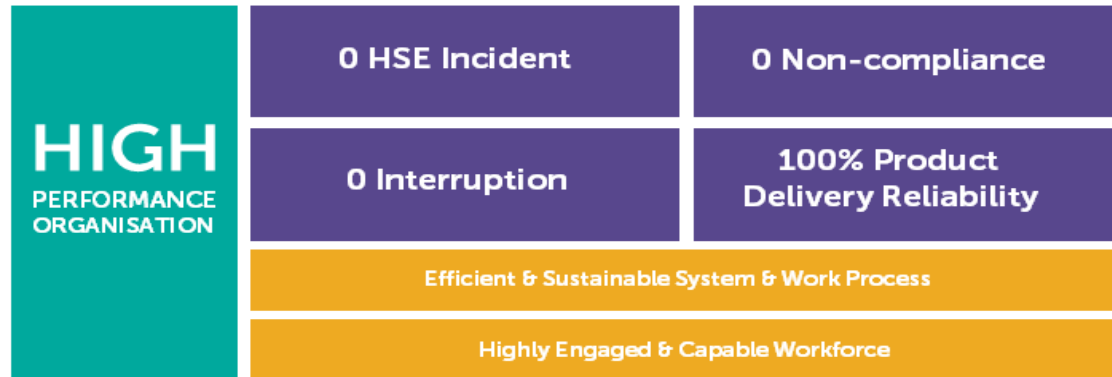 HIGH
PERFORMANCE
ORGANISATION
0 HSE Incident
0 Non-compliance
0 Interruption
100% Product
Delivery Reliability
Efficient & Sustainable System & Work Process
Highly Engaged & Capable Workforce